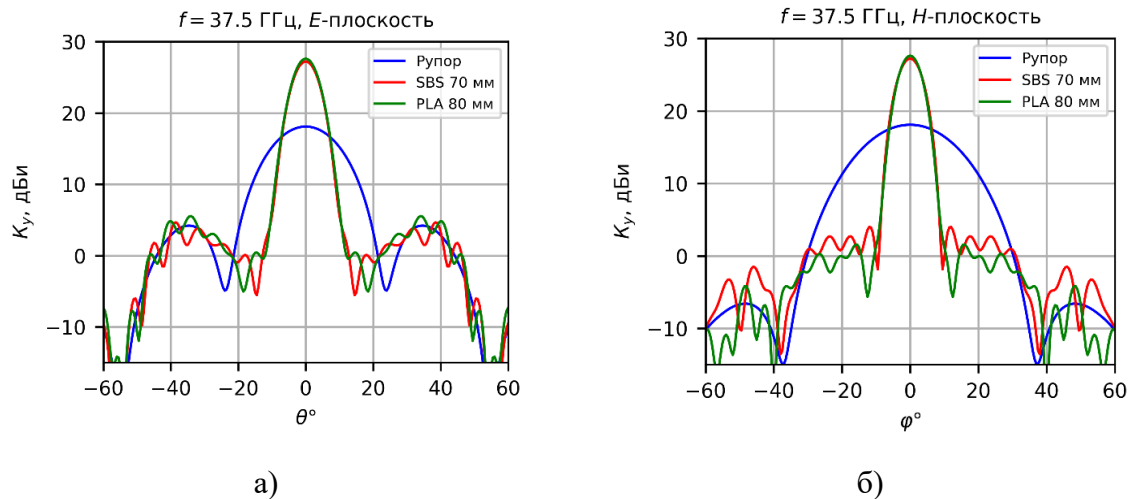 f = 37.5 ГГц, E-плоскость
30
20
10
0
−10
Kу, дБи
−60 −40 −20 0 20 40 60
θ°
Рупор
SBS 70 мм
PLA 80 мм
а)
f = 37.5 ГГц, H-плоскость
30
20
10
0
−10
Kу, дБи
−60 −40 −20 0 20 40 60
φ°
Рупор
SBS 70 мм
PLA 80 мм
б)